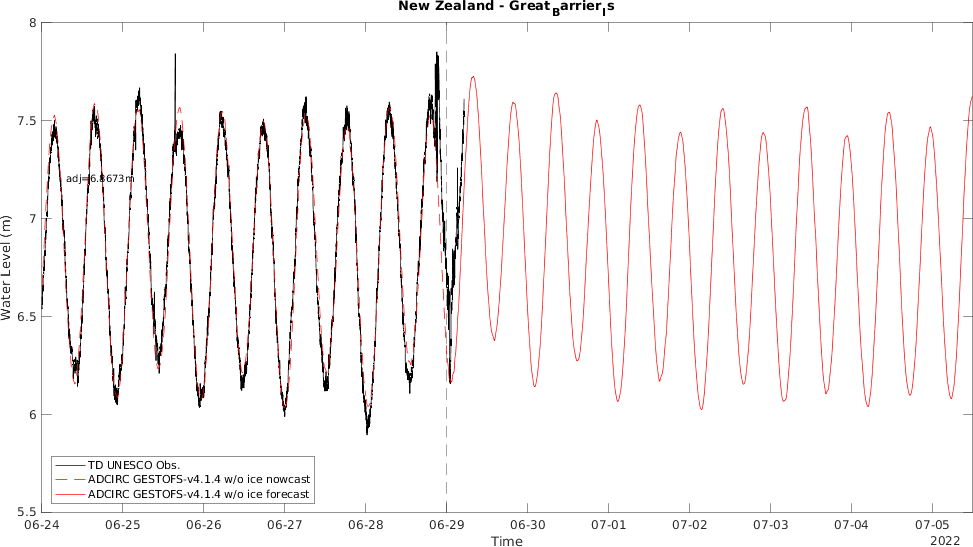 New Zealand - GreatBarrierIs
8
7.5
7
6.5
6
5.5
Water Level (m)
adj=6.8673m
TD UNESCO Obs.
ADCIRC GESTOFS-v4.1.4 w/o ice nowcast
ADCIRC GESTOFS-v4.1.4 w/o ice forecast
06-24 06-25 06-26 06-27 06-28 06-29 06-30 07-01 07-02 07-03 07-04 07-05
Time
2022